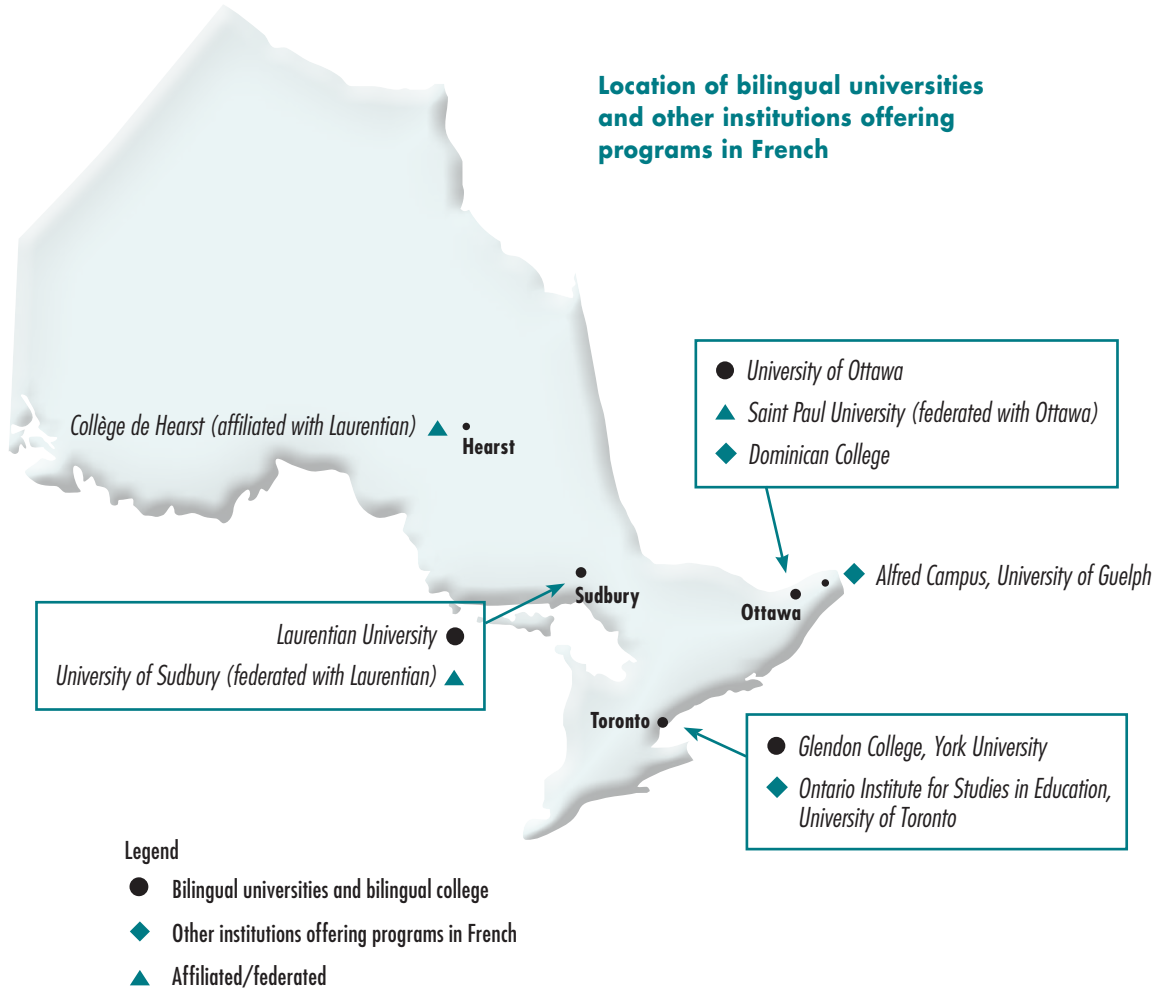 Location of bilingual universities
and other institutions offering
programs in French
University of Ottawa
Saint Paul University (federated with Ottawa)
Dominican College
Collège de Hearst (affiliated with Laurentian)
Hearst
Alfred Campus, University of Guelph
Sudbury
Ottawa
Laurentian University
University of Sudbury (federated with Laurentian)
Toronto
Glendon College, York University
Ontario Institute for Studies in Education,
University of Toronto
Legend
Bilingual universities and bilingual college
Other institutions offering programs in French
Affiliated/federated